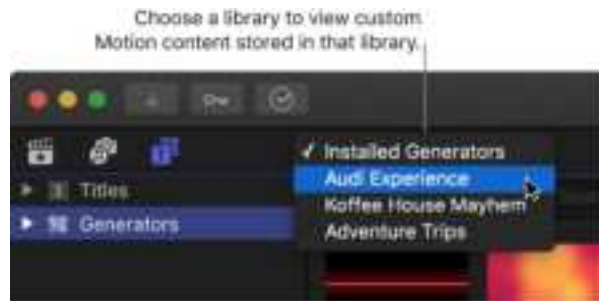 Choose a library to view custom
Motion content stored in that library.
✓ Installed Generators
Audi Experience
Koffee House Mayhem
Adventure Trips
Titles
Generators